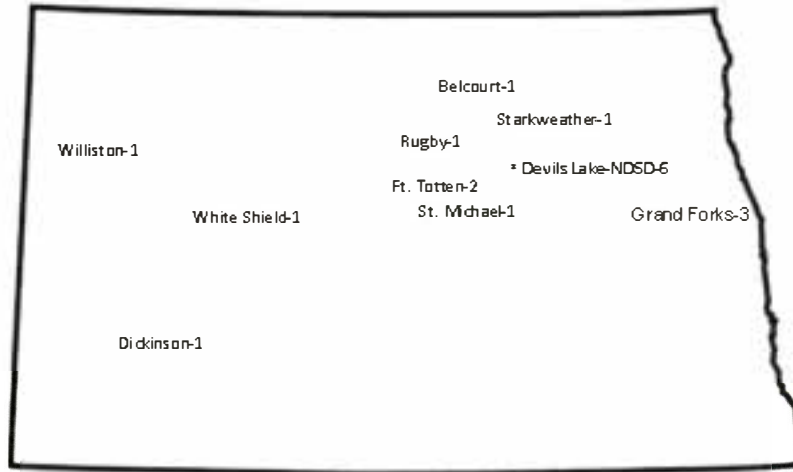 Belcourt-1
Starkweather-1
Rugby-1
Williston-1
* Devils Lake-NDSD-6
Ft. Totten-2
St. Michael-1
White Shield-1
Grand Forks-3
Dickinson-1